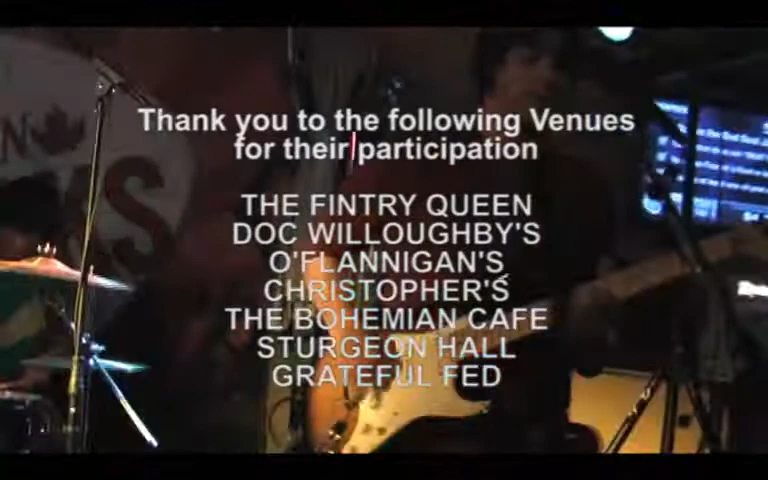 Thank you to the following Venues
for their participation
THE FINTRY QUEEN
DOC WILLOUGHBY'S
O'FLANNIGAN'S
CHRISTOPHER'S
THE BOHEMIAN CAFE
STURGEON HALL
GRATEFUL FED